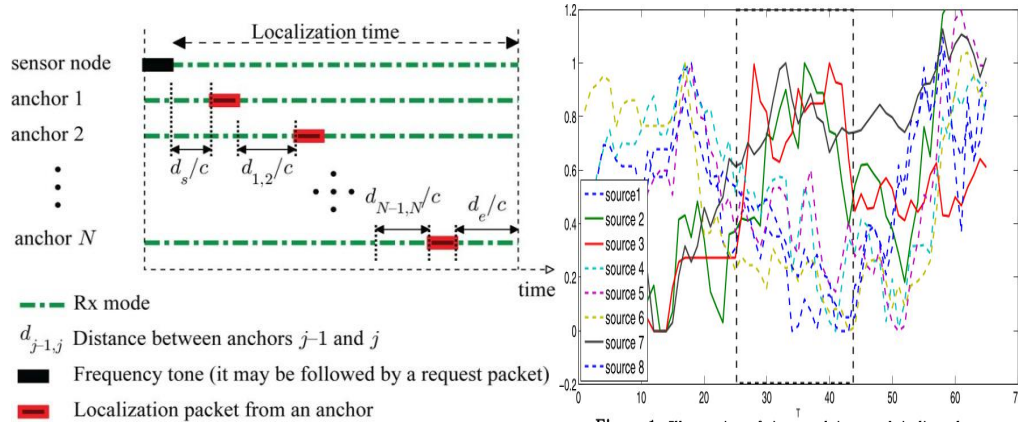 Localization time
sensor node
anchor 1
anchor 2
d_s/c
d_{1,2}/c
d_{N–1,N}/c
d_e/c
anchor N
time
Rx mode
d_{j–1,j} Distance between anchors j–1 and j
Frequency tone (it may be followed by a request packet)
Localization packet from an anchor
1.2
1
0.8
0.6
0.4
0.2
0
–0.2
source1
source 2
source 3
source 4
source 5
source 6
source 7
source 8
0 10 20 30 40 50 60 7
T